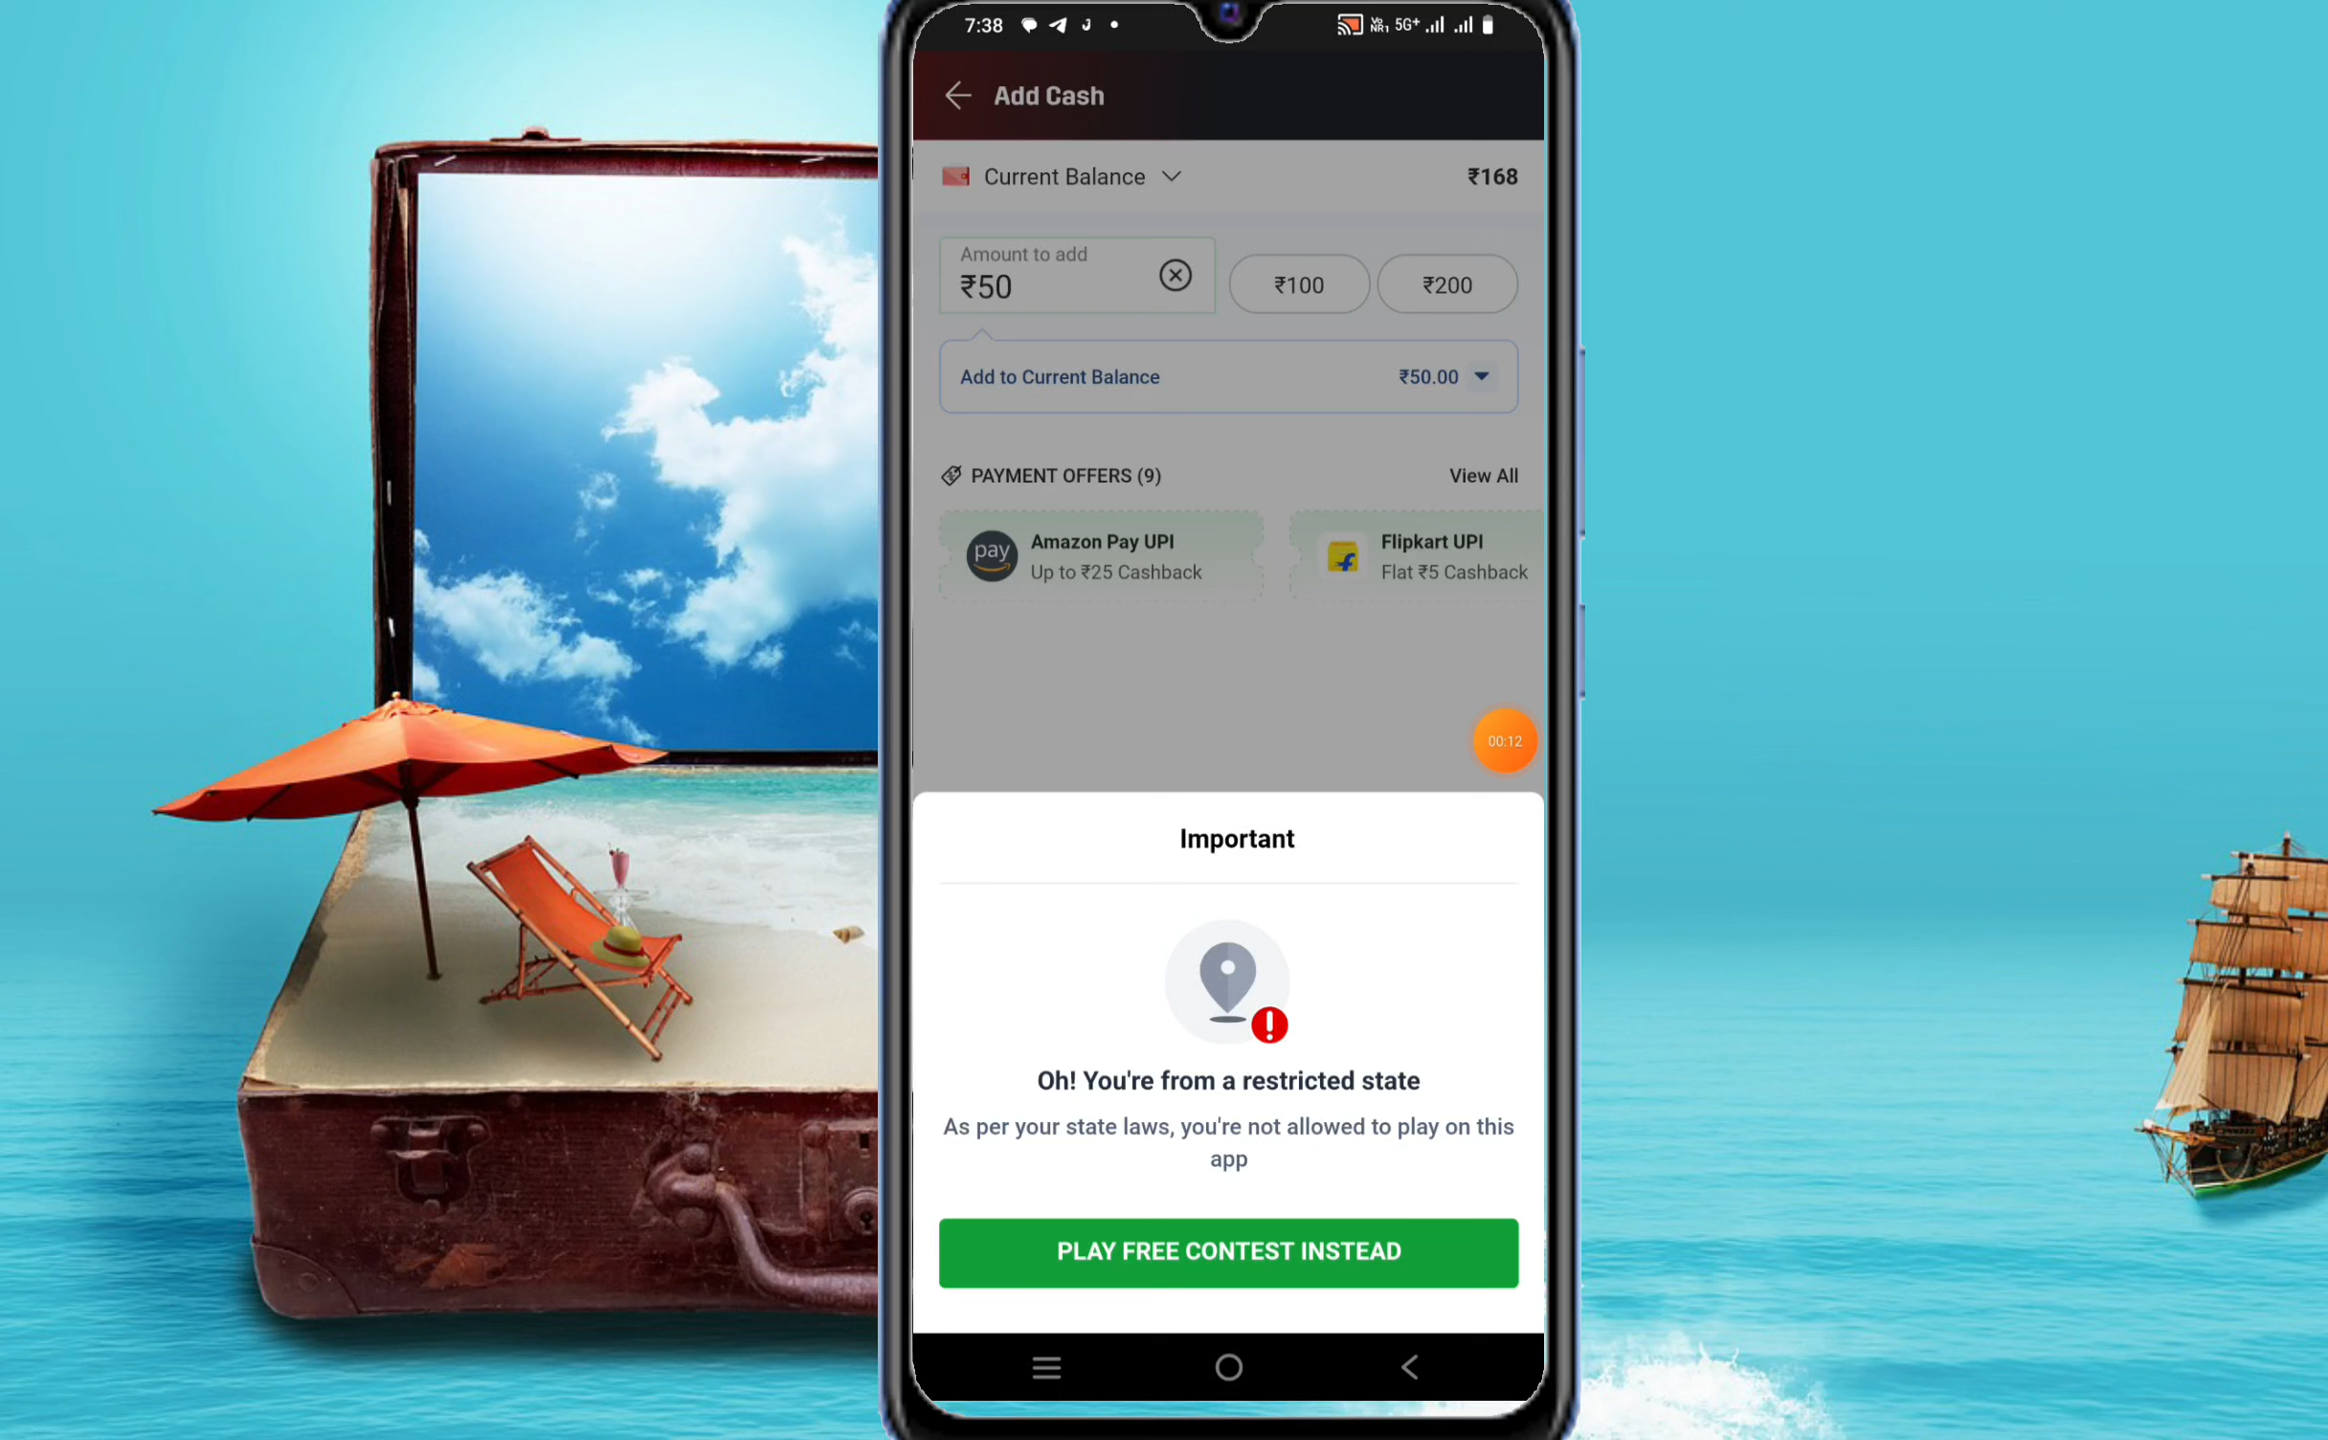 7:38
Vo
NR1 5G+
Add Cash
Current Balance
₹168
Amount to add
₹50
₹100
₹200
Add to Current Balance
₹50.00
PAYMENT OFFERS (9)
View All
pay
Amazon Pay UPI
Up to ₹25 Cashback
Flipkart UPI
Flat ₹5 Cashback
00:12
Important
Oh! You're from a restricted state
As per your state laws, you're not allowed to play on this
app
PLAY FREE CONTEST INSTEAD